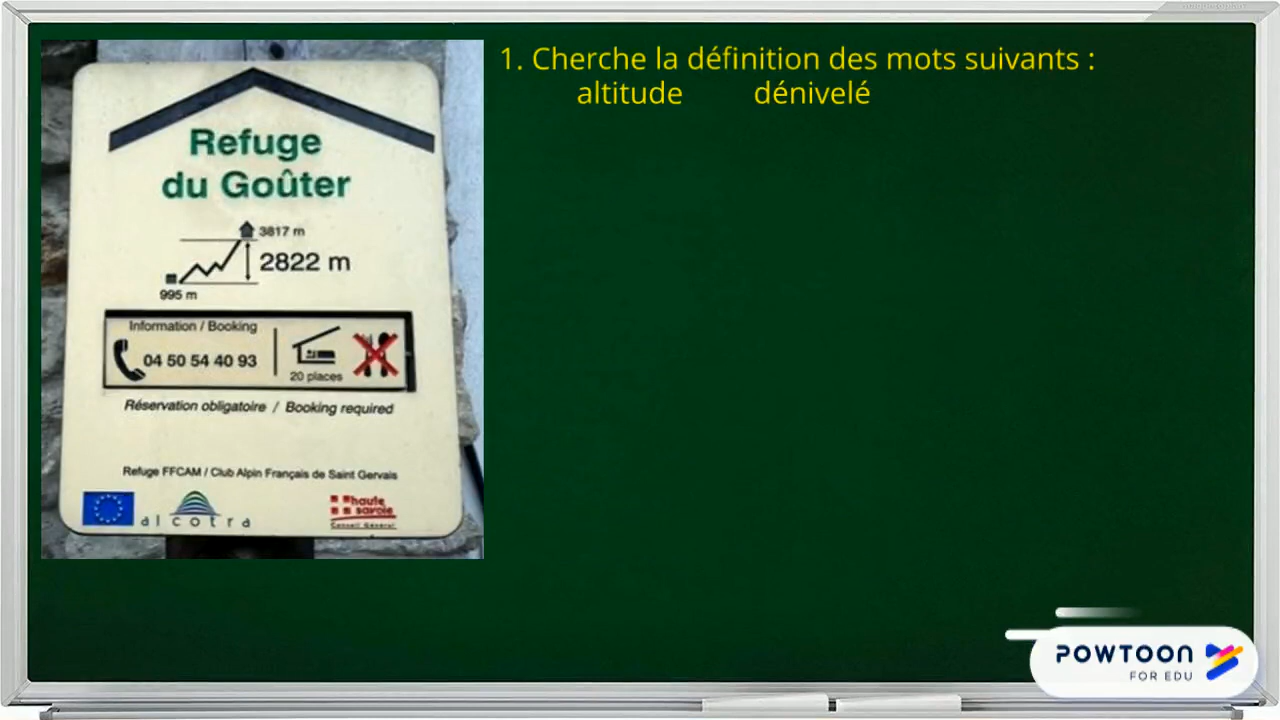 1. Cherche la définition des mots suivants :
altitude dénivelé
Refuge
du Goûter
3817 m
2822 m
995 m
Information / Booking
04 50 54 40 93
20 places
Réservation obligatoire / Booking required
Refuge FFCAM / Club Alpin Français de Saint Gervais
alcotra
haute
savoie
Conseil Général
POWTOON
FOR EDU